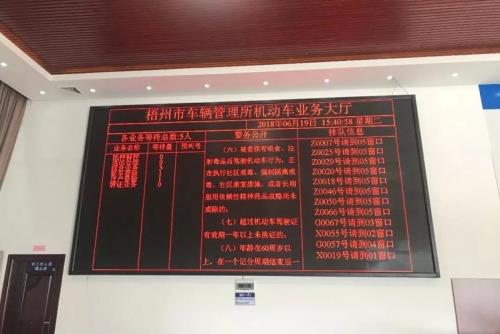 梧州市车辆管理所机动车业务大厅
2018年06月19日 15:40:58 星期二
各业务等待总数:5人
业务名称 等待量 预叫号
警务公开
（六）被查获有吸食、注
射毒品后驾驶机动车行为，正
在执行社区戒毒、强制隔离戒
毒、社区康复措施，或者长期
服用依赖性精神药品成瘾尚未
戒除的；
（七）超过机动车驾驶证
有效期一年以上未换证的；
（八）年龄在60周岁以
上，在一个记分周期结束后一
排队信息
Z0007号请到05窗口
Z0025号请到05窗口
Z0029号请到05窗口
Z0020号请到05窗口
Z0018号请到05窗口
Z0046号请到05窗口
Z0050号请到05窗口
Z0066号请到05窗口
G0067号请到03窗口
X0055号请到02窗口
G0057号请到04窗口
X0019号请到01窗口